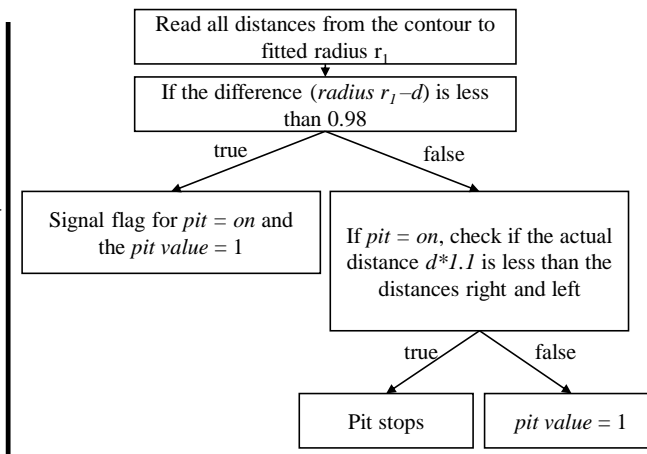 Read all distances from the contour to
fitted radius r₁
If the difference (radius r₁–d) is less
than 0.98
true
false
Signal flag for pit = on and
the pit value = 1
If pit = on, check if the actual
distance d*1.1 is less than the
distances right and left
true
false
Pit stops
pit value = 1